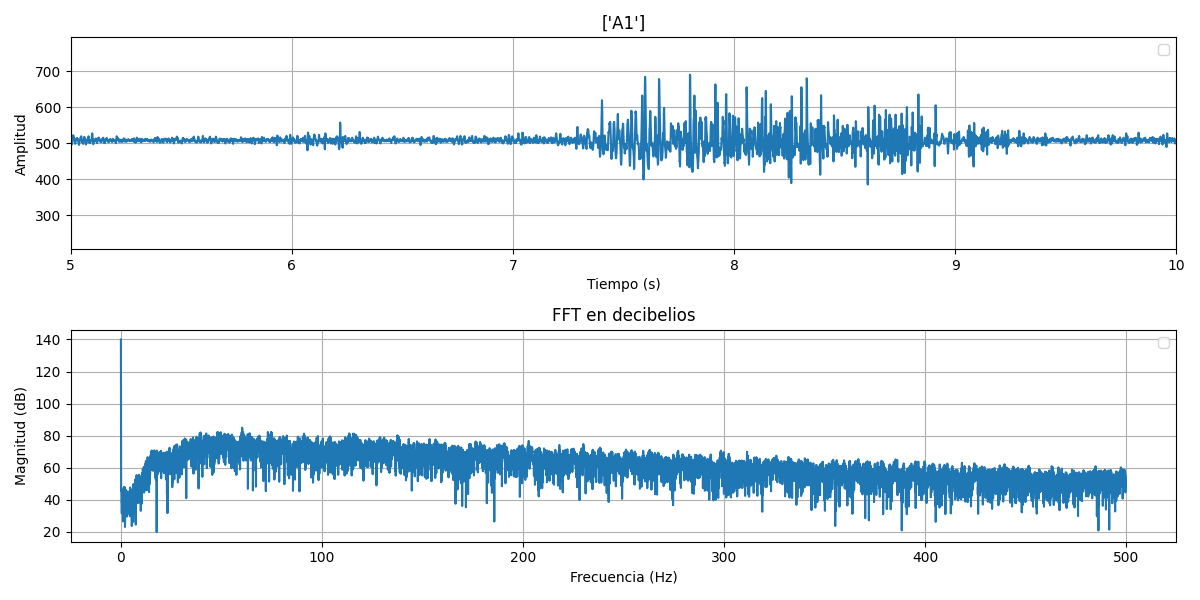 ['A1']
Amplitud
700
600
500
400
300
5 6 7 8 9 10
Tiempo (s)
FFT en decibelios
Magnitud (dB)
140
120
100
80
60
40
20
0 100 200 300 400 500
Frecuencia (Hz)